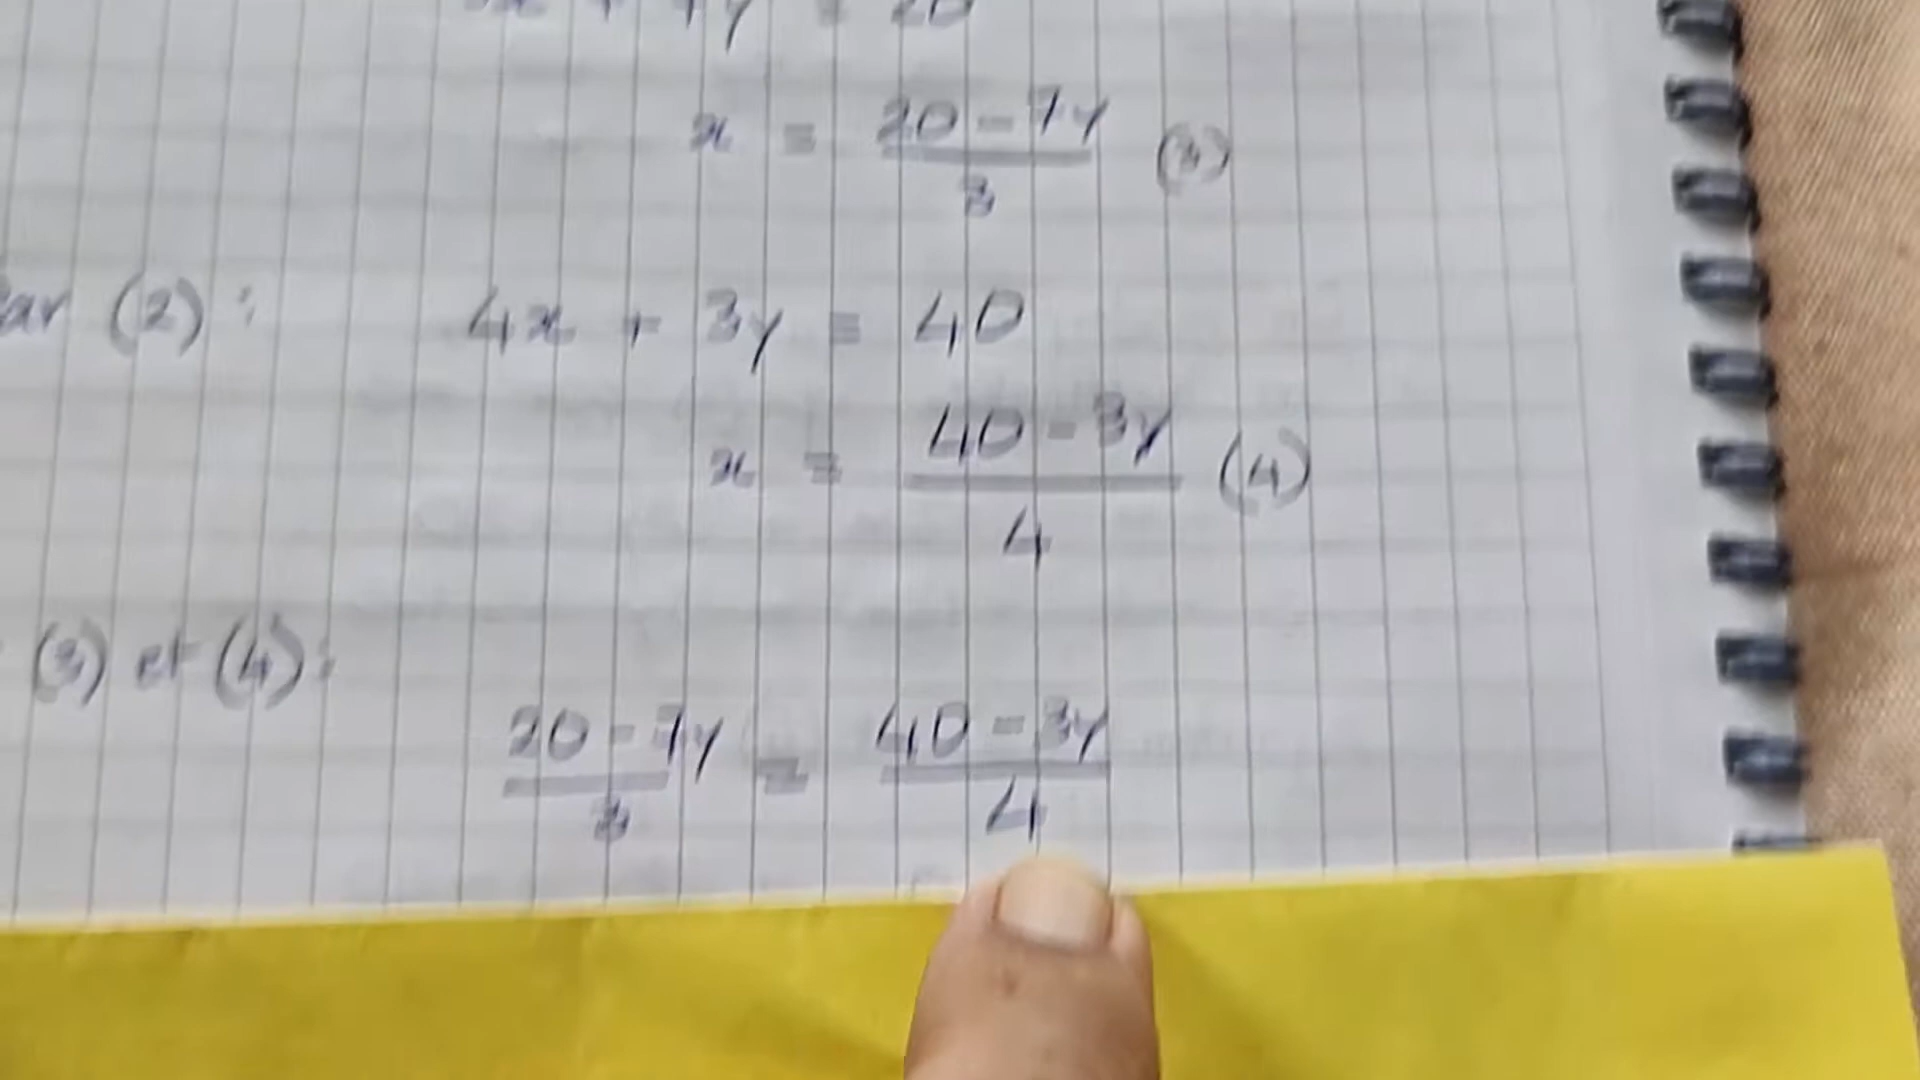 x = (20 - 7y)/3 (3)
(2) : 4x + 3y = 40
x = (40 - 3y)/4 (4)
(3) et (4) :
(20 - 7y)/3 = (40 - 3y)/4